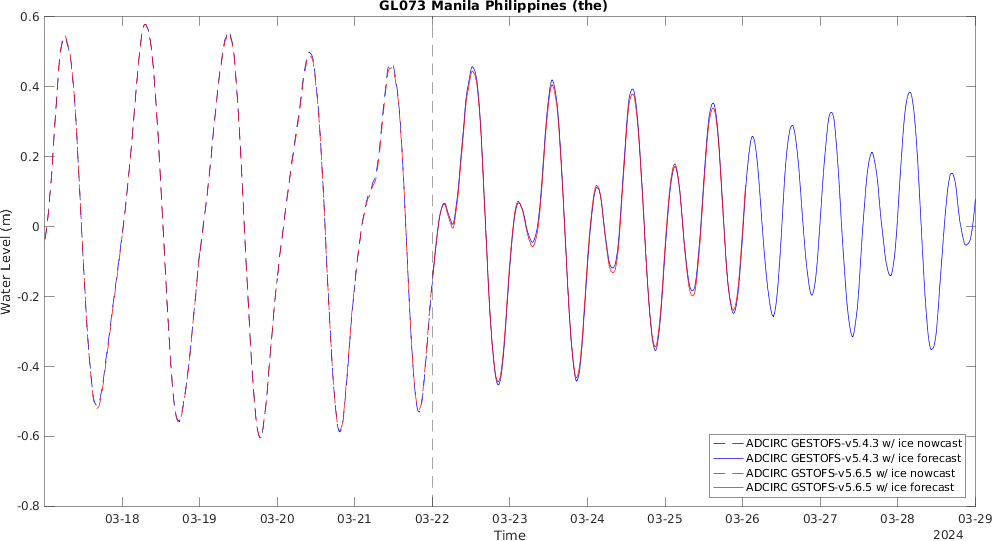 GL073 Manila Philippines (the)
0.6
0.4
0.2
0
-0.2
-0.4
-0.6
-0.8
Water Level (m)
03-18 03-19 03-20 03-21 03-22 03-23 03-24 03-25 03-26 03-27 03-28 03-29
Time
2024
ADCIRC GESTOFS-v5.4.3 w/ ice nowcast
ADCIRC GESTOFS-v5.4.3 w/ ice forecast
ADCIRC GSTOFS-v5.6.5 w/ ice nowcast
ADCIRC GSTOFS-v5.6.5 w/ ice forecast